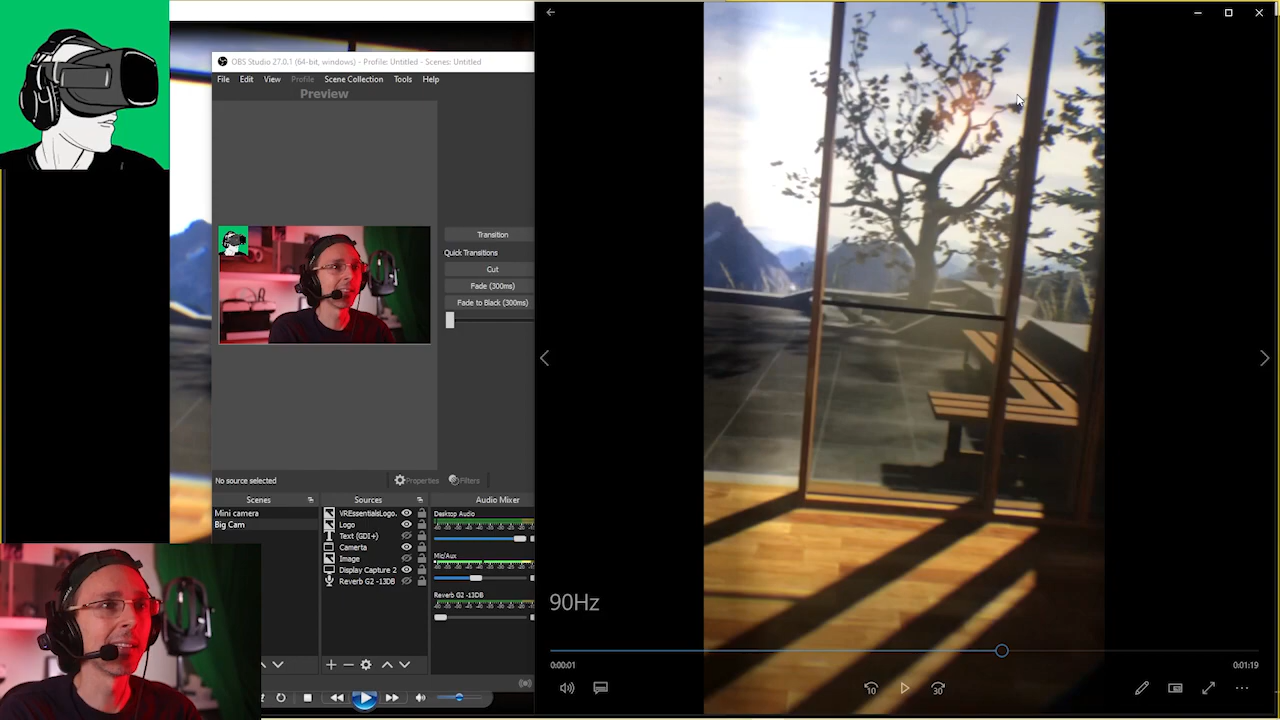 OBS Studio 27.0.1 (64-bit, windows) - Profile: Untitled - Scenes: Untitled
File Edit View Profile Scene Collection Tools Help
Preview
Transition
Quick Transitions
Cut
Fade (300ms)
Fade to Black (300ms)
No source selected
Properties Filters
Scenes Sources Audio Mixer
Mini camera
Big Cam
VREssentialsLogo.
Logo
Text (GDI+)
Camerta
Image
Display Capture 2
Reverb G2 -13DB
Desktop Audio
Mic/Aux
Reverb G2 -13DB
90Hz
0:00:01
0:01:19
10
30